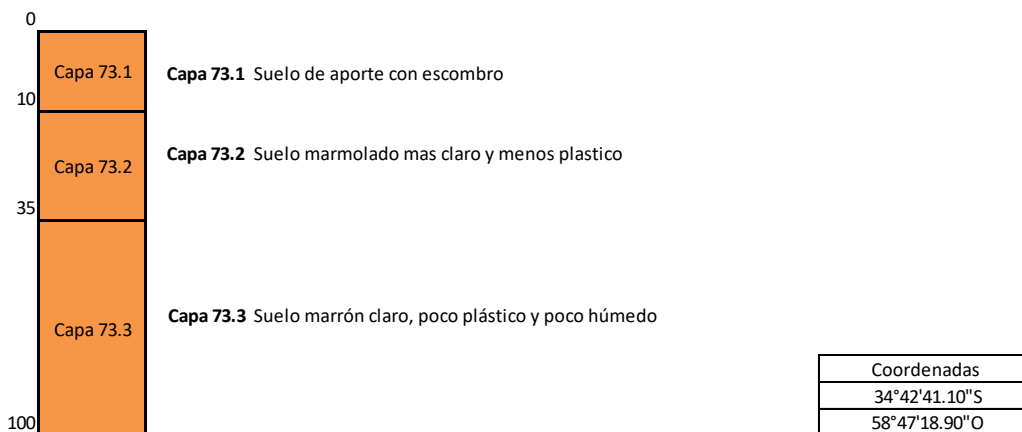 0
Capa 73.1
Capa 73.1 Suelo de aporte con escombro
10
Capa 73.2
Capa 73.2 Suelo marmolado mas claro y menos plastico
35
Capa 73.3
Capa 73.3 Suelo marrón claro, poco plástico y poco húmedo
100
Coordenadas
34°42'41.10"S
58°47'18.90"O